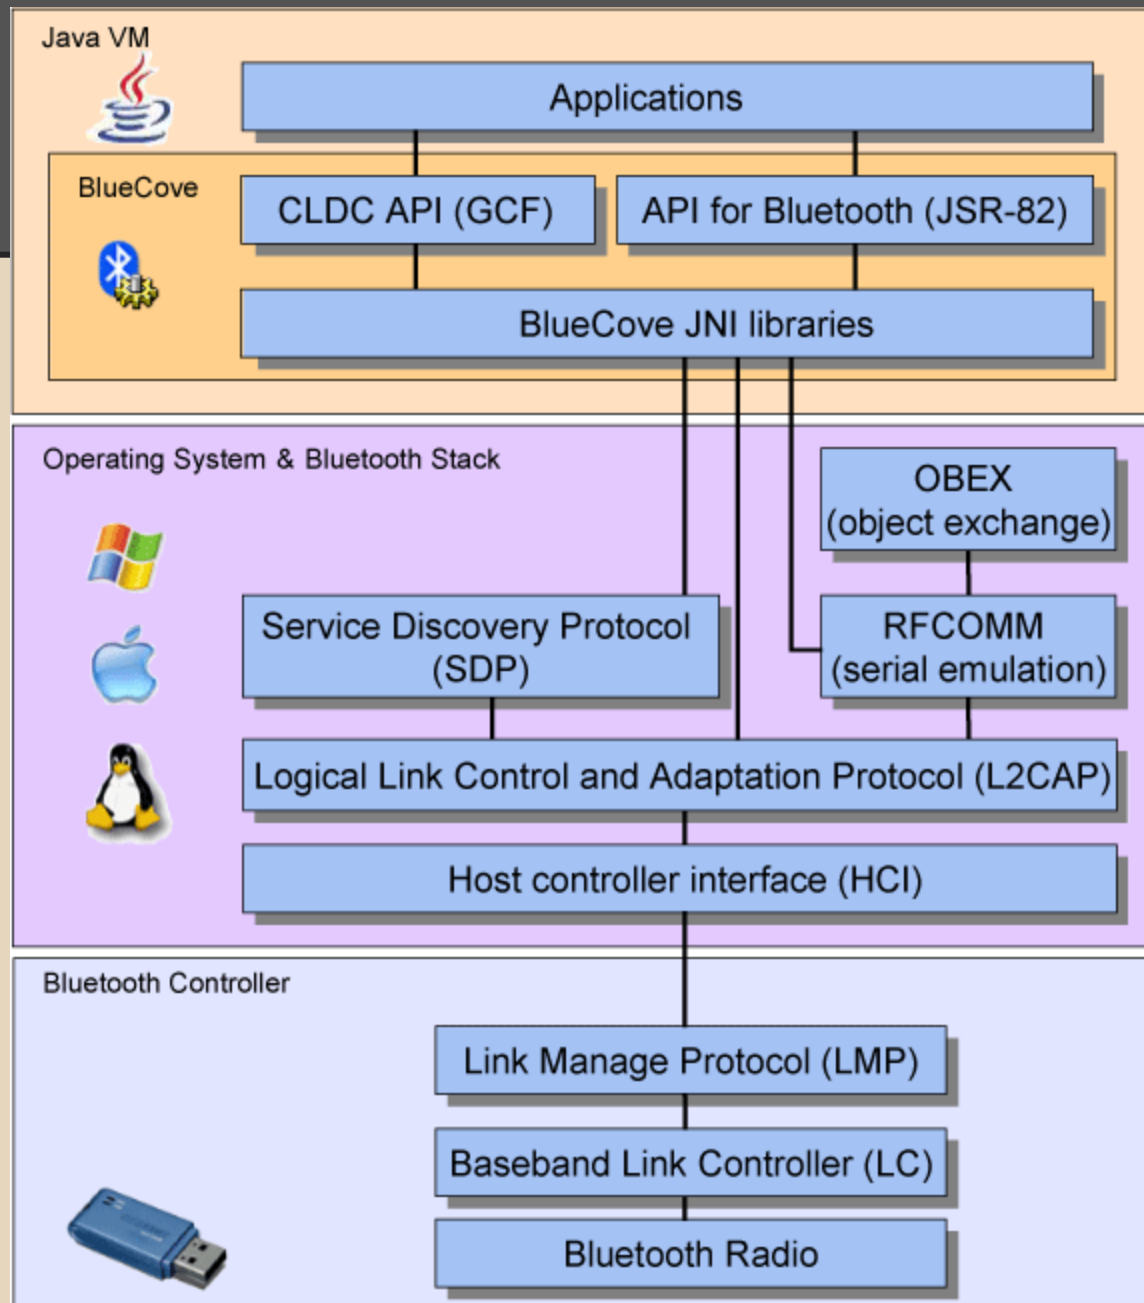 Java VM
Applications
BlueCove
CLDC API (GCF)
API for Bluetooth (JSR-82)
BlueCove JNI libraries
Operating System & Bluetooth Stack
OBEX
(object exchange)
Service Discovery Protocol
(SDP)
RFCOMM
(serial emulation)
Logical Link Control and Adaptation Protocol (L2CAP)
Host controller interface (HCI)
Bluetooth Controller
Link Manage Protocol (LMP)
Baseband Link Controller (LC)
Bluetooth Radio